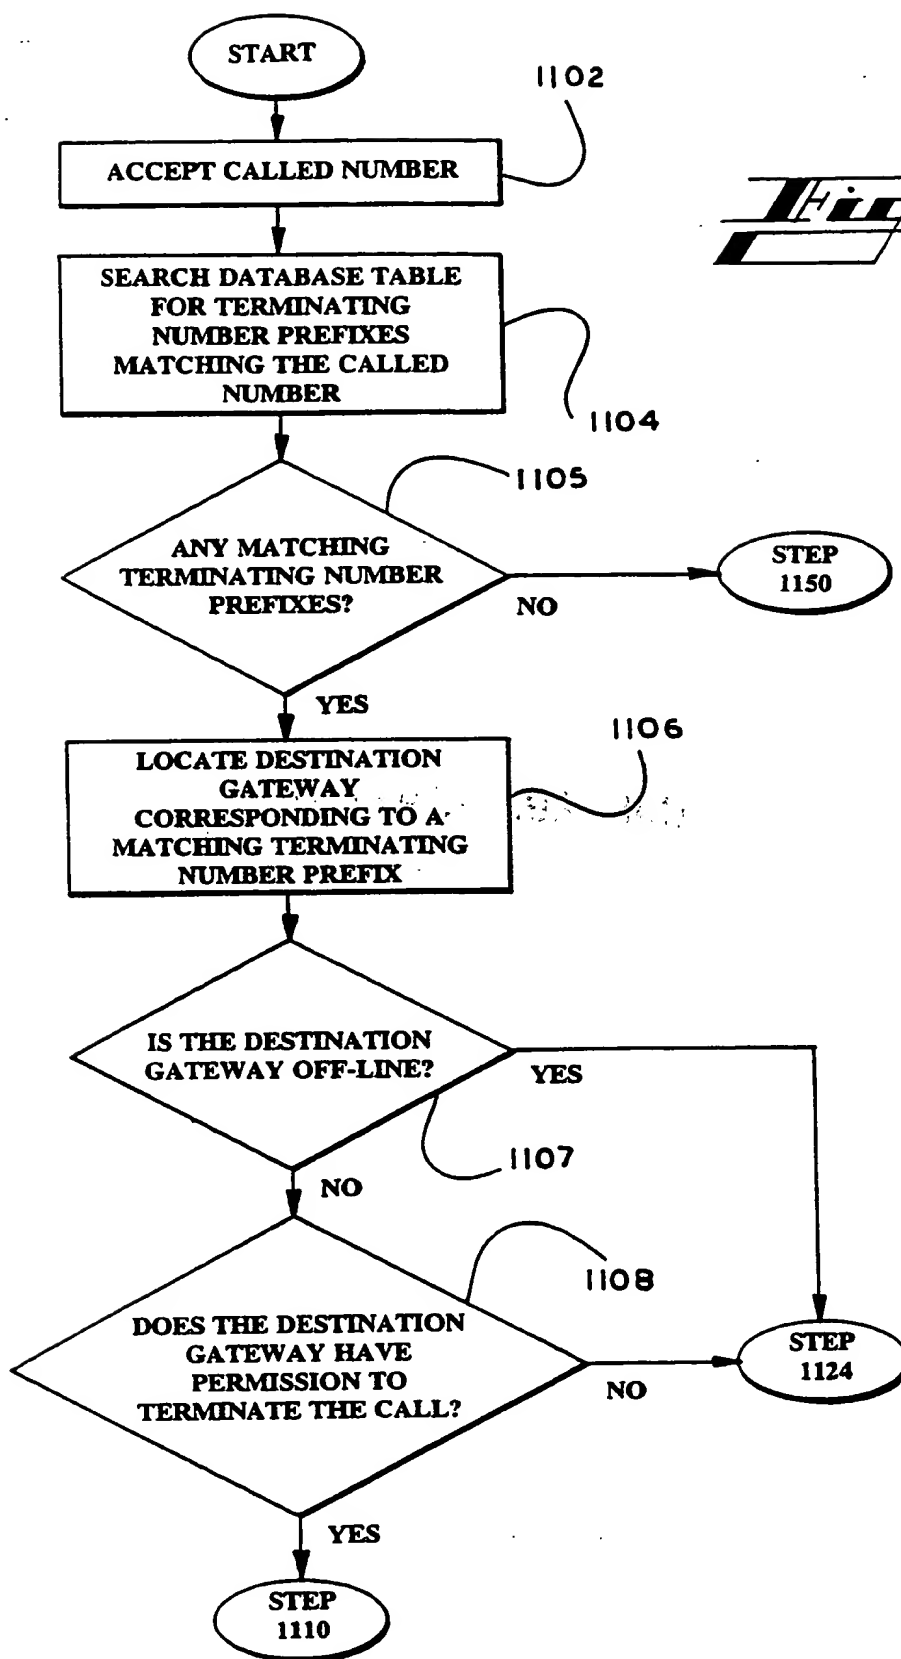 START
1102
ACCEPT CALLED NUMBER
SEARCH DATABASE TABLE
FOR TERMINATING
NUMBER PREFIXES
MATCHING THE CALLED
NUMBER
1104
1105
ANY MATCHING
TERMINATING NUMBER
PREFIXES?
NO
STEP
1150
YES
1106
LOCATE DESTINATION
GATEWAY
CORRESPONDING TO A
MATCHING TERMINATING
NUMBER PREFIX
IS THE DESTINATION
GATEWAY OFF-LINE?
YES
1107
NO
1108
DOES THE DESTINATION
GATEWAY HAVE
PERMISSION TO
TERMINATE THE CALL?
NO
STEP
1124
YES
STEP
1110